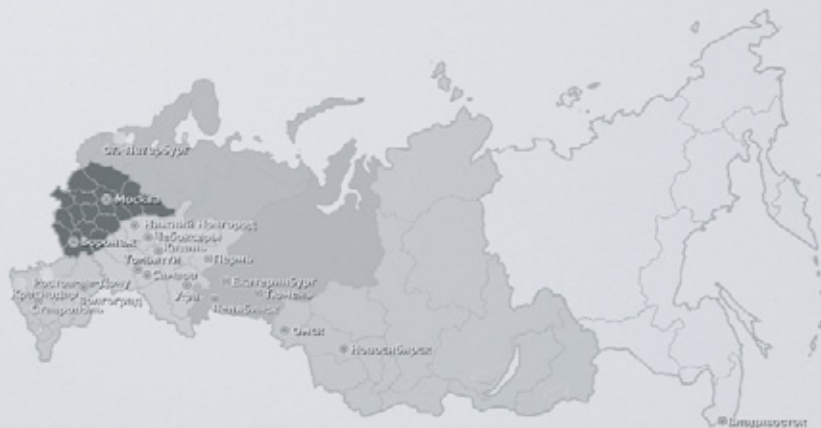 Ст.-Петербург
Москва
Нижний Новгород
Чебоксары
Воронеж
Казань
Пермь
Тольятти
Самара
Екатеринбург
Ростов-на-Дону
Уфа
Тюмень
Краснодар
Волгоград
Челябинск
Ставрополь
Омск
Новосибирск
Владивосток